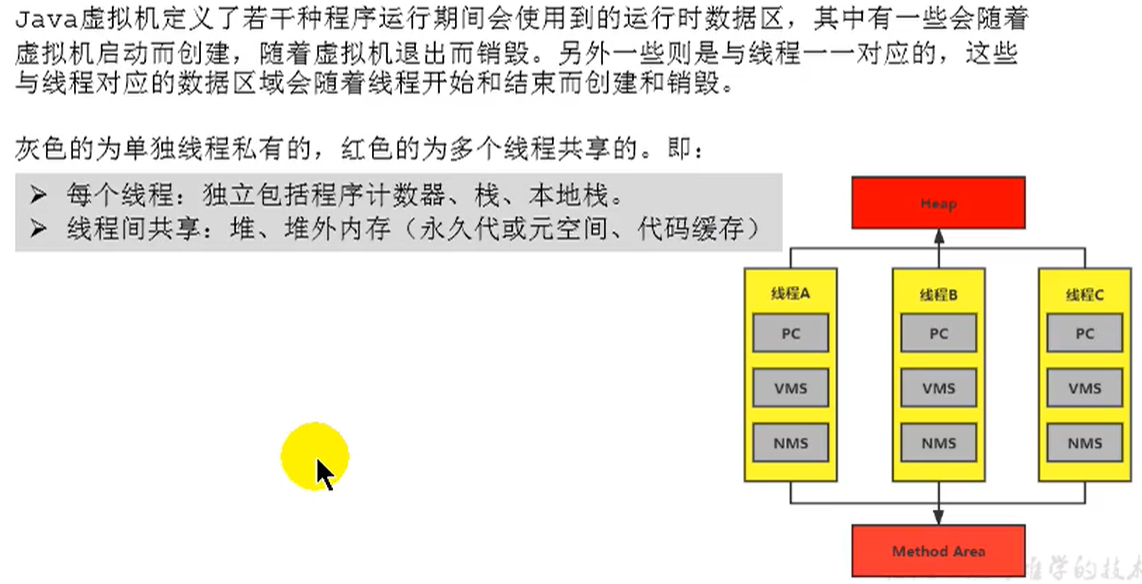 Java虚拟机定义了若干种程序运行期间会使用到的运行时数据区，其中有一些会随着
虚拟机启动而创建，随着虚拟机退出而销毁。另外一些则是与线程一一对应的，这些
与线程对应的数据区域会随着线程开始和结束而创建和销毁。
灰色的为单独线程私有的，红色的为多个线程共享的。即：
➢ 每个线程：独立包括程序计数器、栈、本地栈。
➢ 线程间共享：堆、堆外内存（永久代或元空间、代码缓存）
Heap
线程A 线程B 线程C
PC PC PC
VMS VMS VMS
NMS NMS NMS
Method Area
学的技术